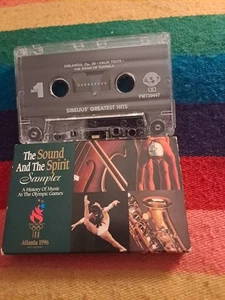 FINLANDIA, Op. 26 • VALSE TRISTE •
THE SWAN OF TUONELA
1
PWT25047
SIBELIUS' GREATEST HITS
The Sound
And The Spirit
Sampler
A History Of Music
At The Olympic Games
Atlanta 1996